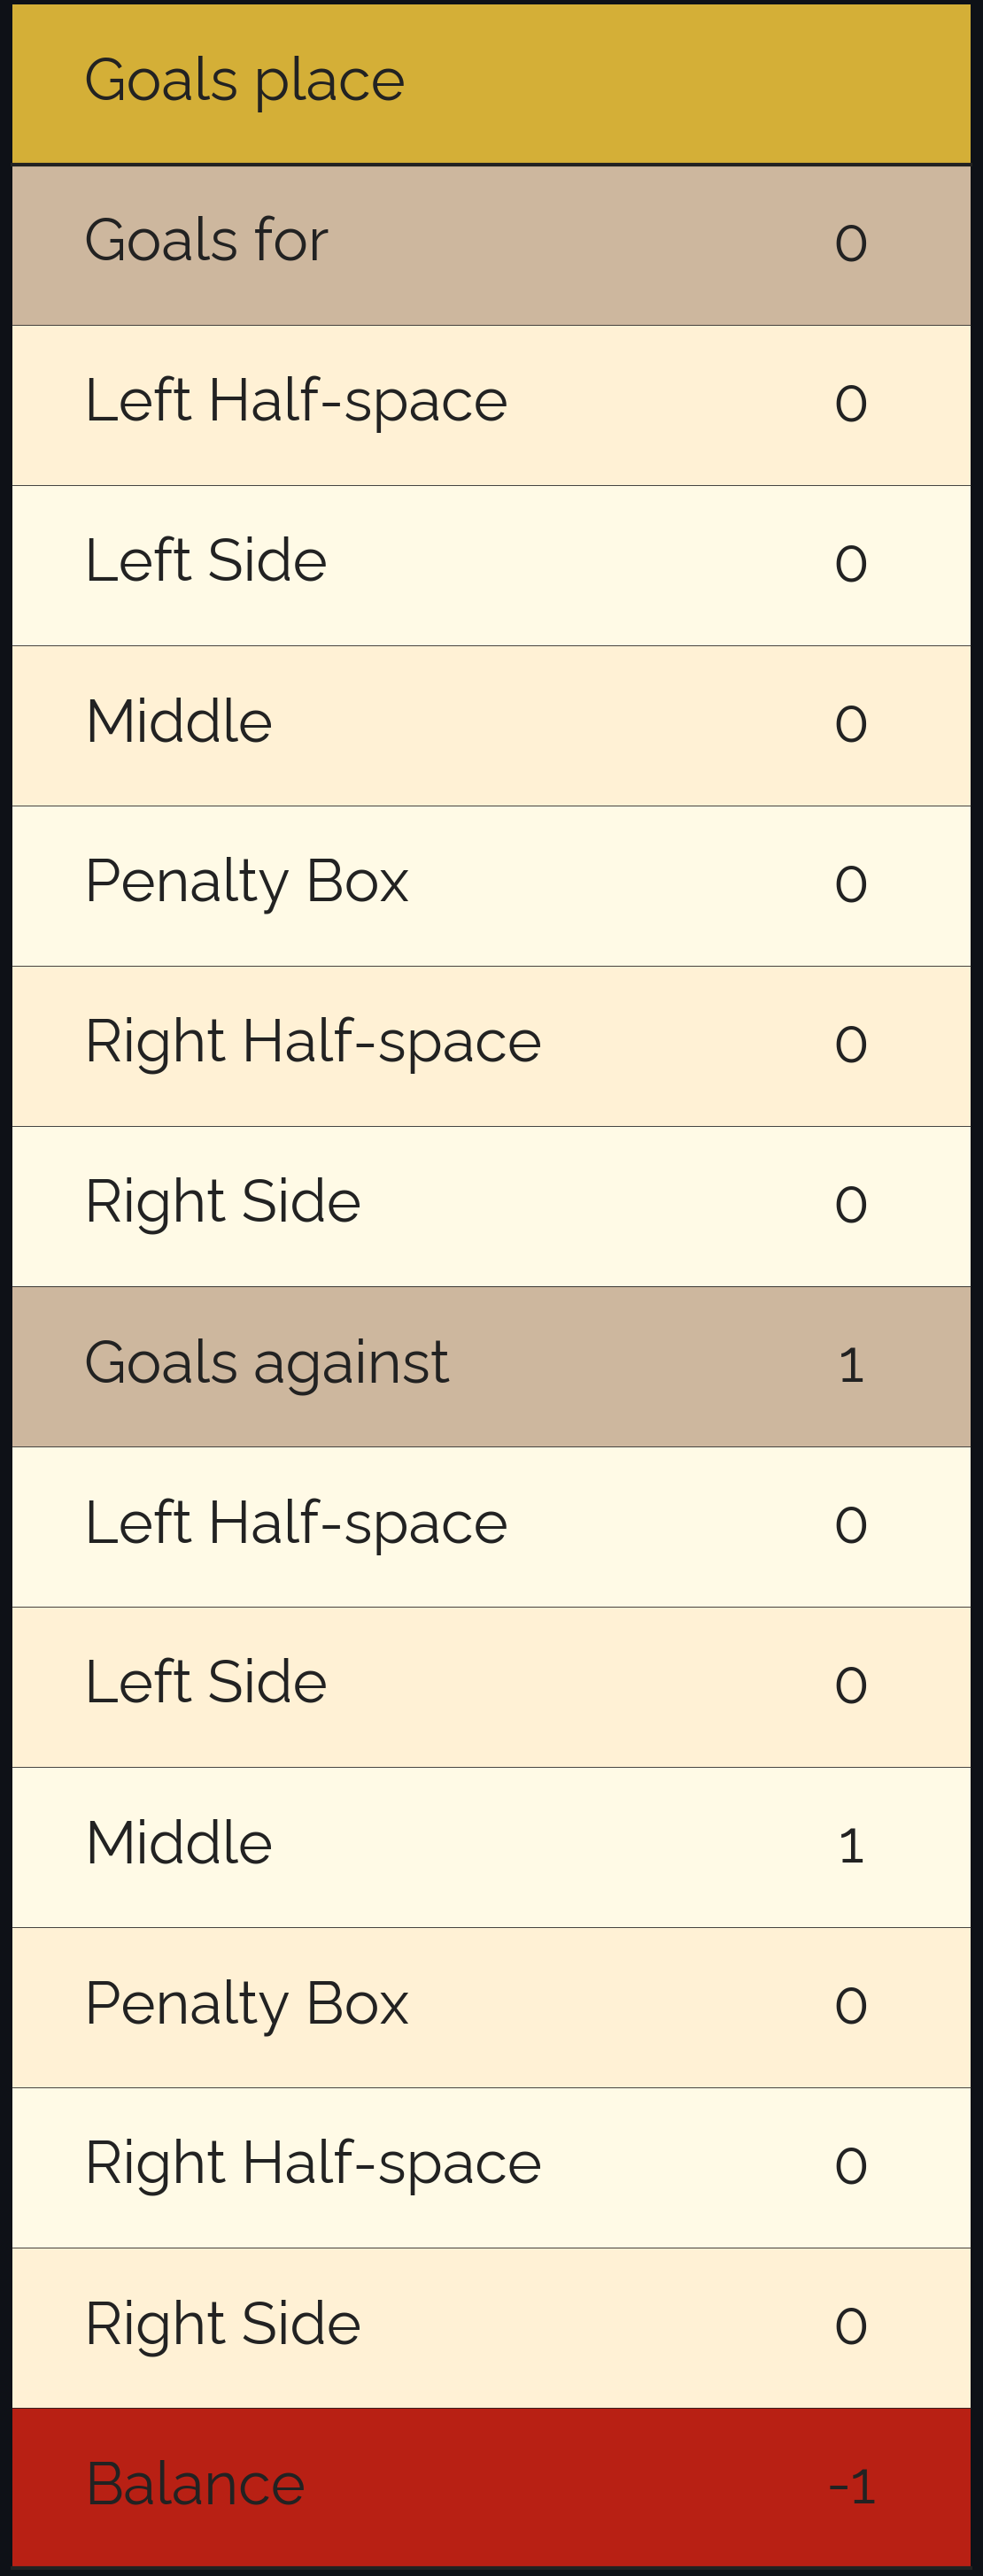 Goals place
Goals for 0
Left Half-space 0
Left Side 0
Middle 0
Penalty Box 0
Right Half-space 0
Right Side 0
Goals against 1
Left Half-space 0
Left Side 0
Middle 1
Penalty Box 0
Right Half-space 0
Right Side 0
Balance -1